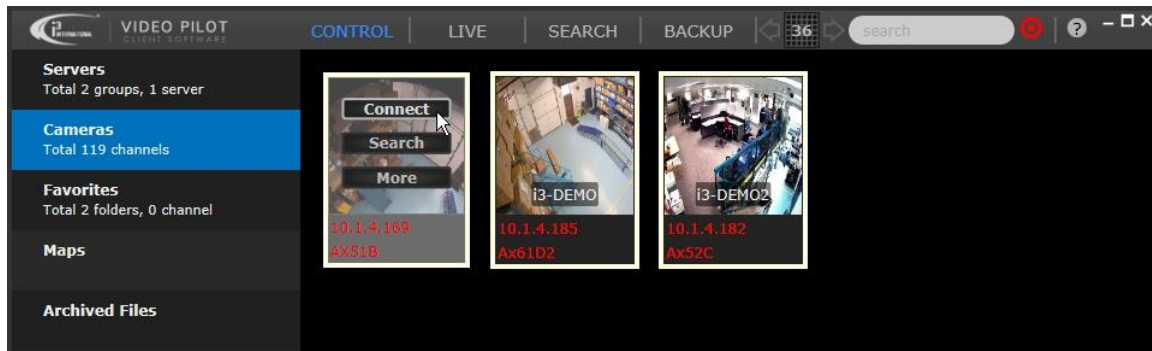 VIDEO PILOT
CLIENT SOFTWARE
CONTROL
LIVE
SEARCH
BACKUP
36
search
?
Servers
Total 2 groups, 1 server
Cameras
Total 119 channels
Favorites
Total 2 folders, 0 channel
Maps
Archived Files
Connect
Search
More
10.1.4.169
AX51B
i3-DEMO
10.1.4.185
Ax61D2
i3-DEMO2
10.1.4.182
Ax52C